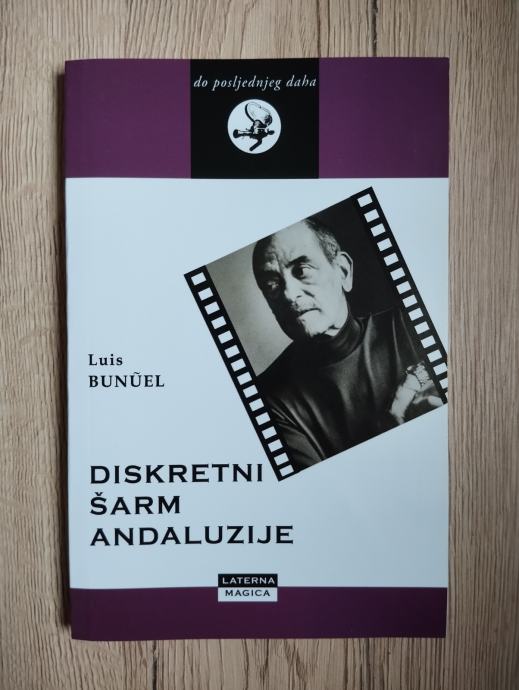 do posljednjeg daha
Luis
BUNŨEL
DISKRETNI
ŠARM
ANDALUZIJE
LATERNA
MAGICA